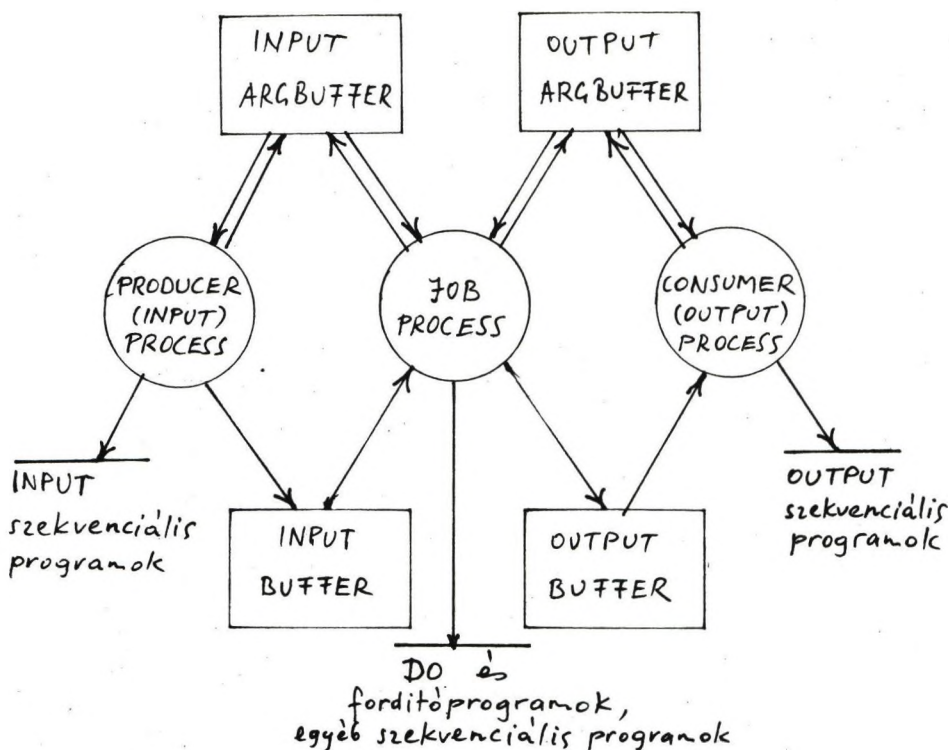 INPUT
ARGBUFFER
OUTPUT
ARGBUFFER
PRODUCER
(INPUT)
PROCESS
JOB
PROCESS
CONSUMER
(OUTPUT)
PROCESS
INPUT
szekvenciális
programok
INPUT
BUFFER
OUTPUT
BUFFER
OUTPUT
szekvenciális
programok
DO és
fordítóprogramok,
egyéb szekvenciális programok